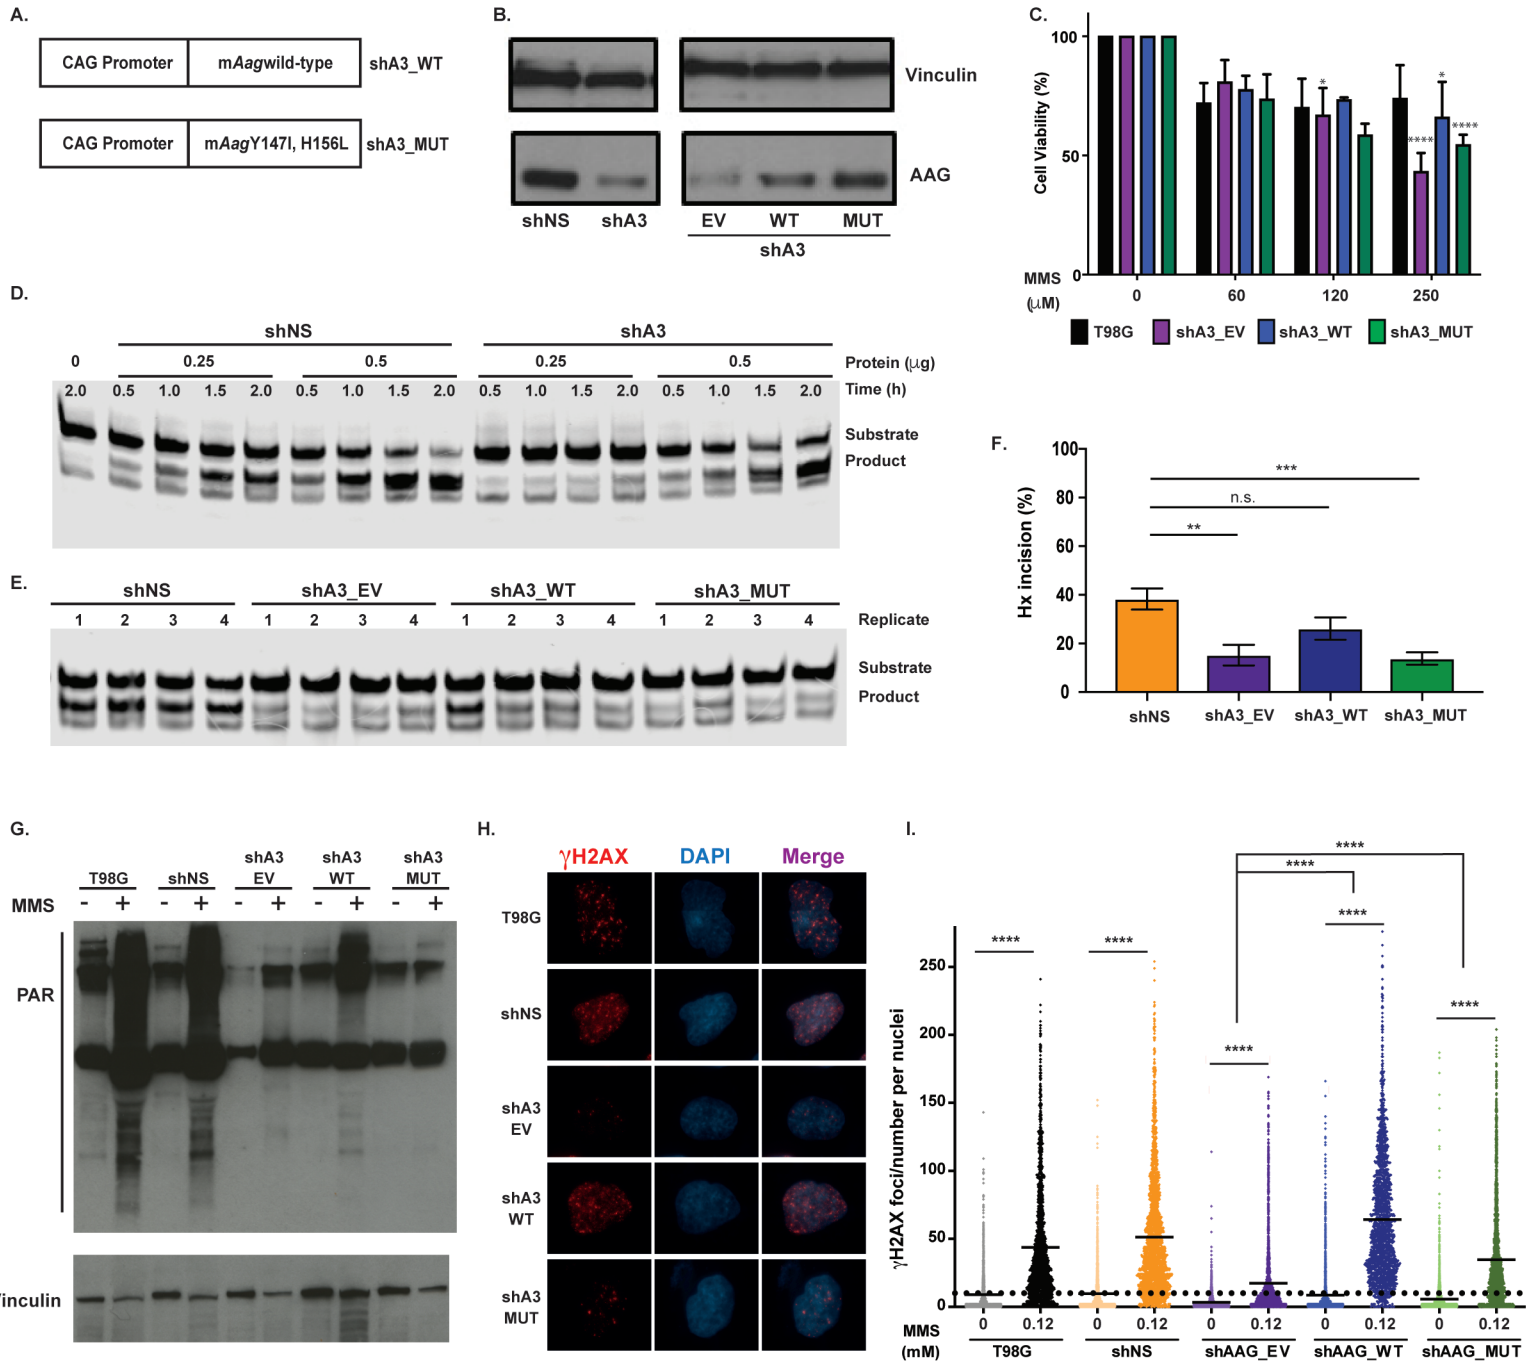 A.
CAG Promoter mAagwild-type shA3_WT
CAG Promoter mAagY147I, H156L shA3_MUT
B.
Vinculin
AAG
shNS shA3 EV WT MUT
shA3
C.
Cell Viability (%)
100
50
0
* **** * ****
MMS
(µM)
0 60 120 250
T98G shA3_EV shA3_WT shA3_MUT
D.
shNS shA3
0 0.25 0.5 0.25 0.5 Protein (µg)
2.0 0.5 1.0 1.5 2.0 0.5 1.0 1.5 2.0 0.5 1.0 1.5 2.0 0.5 1.0 1.5 2.0 Time (h)
Substrate
Product
E.
shNS shA3_EV shA3_WT shA3_MUT
1 2 3 4 1 2 3 4 1 2 3 4 1 2 3 4 Replicate
Substrate
Product
F.
Hx incision (%)
100
80
60
40
20
0
***
n.s.
**
shNS shA3_EV shA3_WT shA3_MUT
G.
T98G shNS shA3 EV shA3 WT shA3 MUT
MMS - + - + - + - + - +
PAR
Vinculin
H.
γH2AX DAPI Merge
T98G
shNS
shA3
EV
shA3
WT
shA3
MUT
I.
γH2AX foci/number per nuclei
250
200
150
100
50
0
****
****
**** **** **** **** ****
MMS
(mM)
0 0.12 0 0.12 0 0.12 0 0.12 0 0.12
T98G shNS shAAG_EV shAAG_WT shAAG_MUT